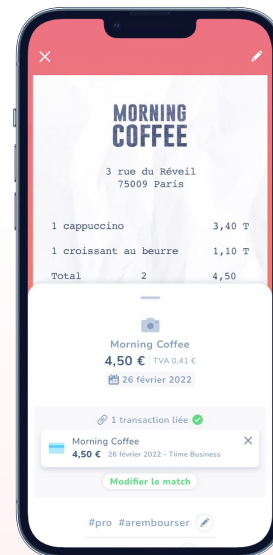 MORNING
COFFEE
3 rue du Réveil
75009 Paris
1 cappuccino 3,40 T
1 croissant au beurre 1,10 T
Total 2 4,50
Morning Coffee
4,50 € TVA 0,41 €
26 février 2022
1 transaction liée
Morning Coffee
4,50 € 26 février 2022 - Tiime Business
Modifier le match
#pro #arembourser